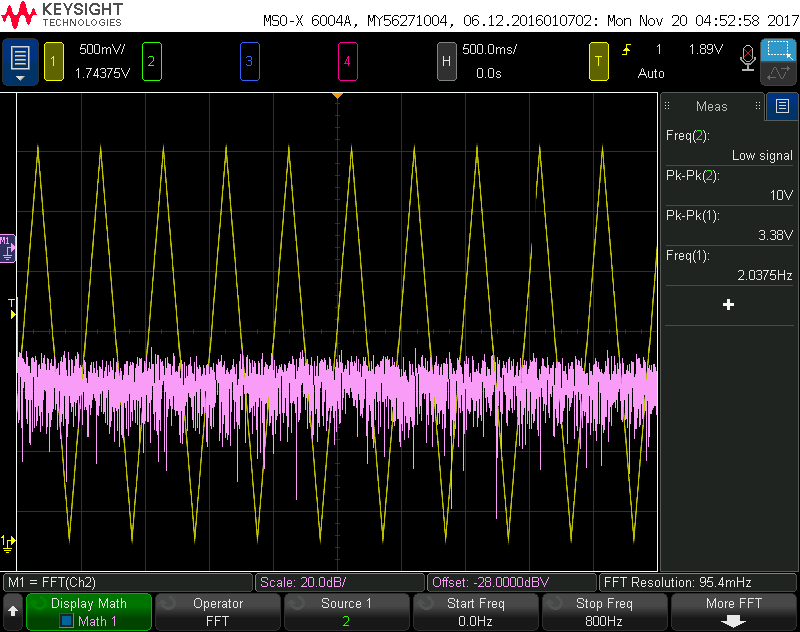 KEYSIGHT
TECHNOLOGIES
MSO-X 6004A, MY56271004, 06.12.2016010702: Mon Nov 20 04:52:58 2017
1
500mV/
1.74375V
2
3
4
H
500.0ms/
0.0s
T
1
1.89V
Auto
Meas
Freq(2):
Low signal
Pk-Pk(2):
10V
Pk-Pk(1):
3.38V
Freq(1):
2.0375Hz
+
M1
T
1
M1 = FFT(Ch2)
Scale: 20.0dB/
Offset: -28.0000dBV
FFT Resolution: 95.4mHz
Display Math
Math 1
Operator
FFT
Source 1
2
Start Freq
0.0Hz
Stop Freq
800Hz
More FFT